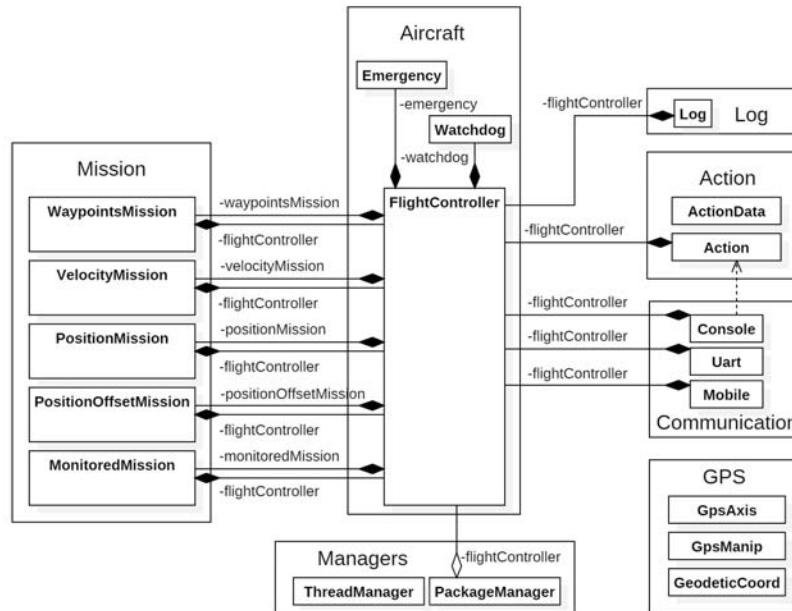 Aircraft
Emergency
-emergency
Watchdog
-watchdog
FlightController
Mission
WaypointsMission
-waypointsMission
-flightController
VelocityMission
-velocityMission
-flightController
PositionMission
-positionMission
-flightController
PositionOffsetMission
-positionOffsetMission
-flightController
MonitoredMission
-monitoredMission
-flightController
-flightController
Log
Log
Action
ActionData
-flightController
Action
-flightController
Console
-flightController
Uart
-flightController
Mobile
Communication
GPS
GpsAxis
GpsManip
GeodeticCoord
Managers
-flightController
ThreadManager
PackageManager